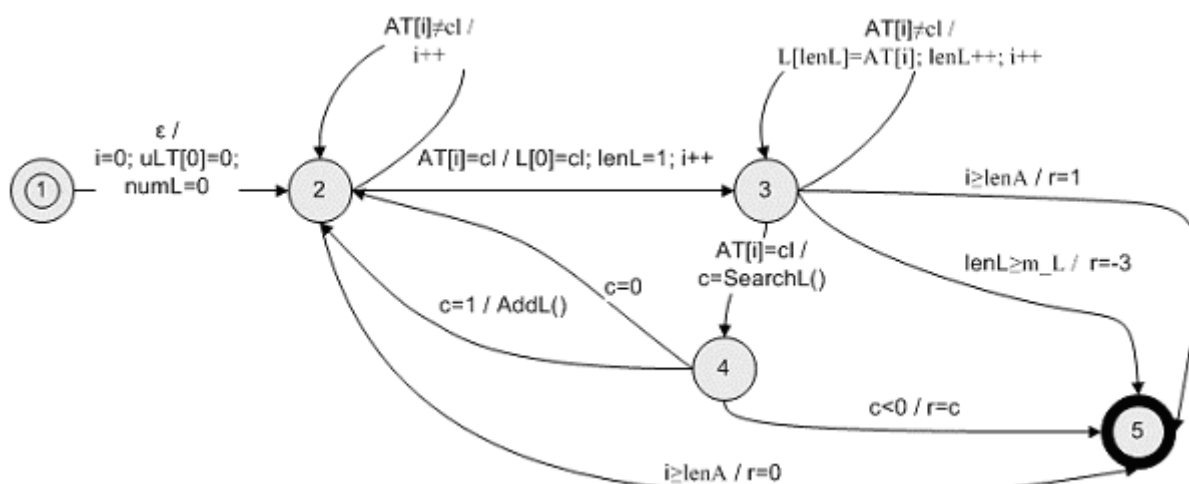 AT[i]≠cl /
i++
AT[i]≠cl /
L[lenL]=AT[i]; lenL++; i++
ε /
i=0; uLT[0]=0;
numL=0
AT[i]=cl / L[0]=cl; lenL=1; i++
1
2
3
i≥lenA / r=1
AT[i]=cl /
c=SearchL()
lenL≥m_L / r=-3
c=0
c=1 / AddL()
4
c<0 / r=c
5
i≥lenA / r=0